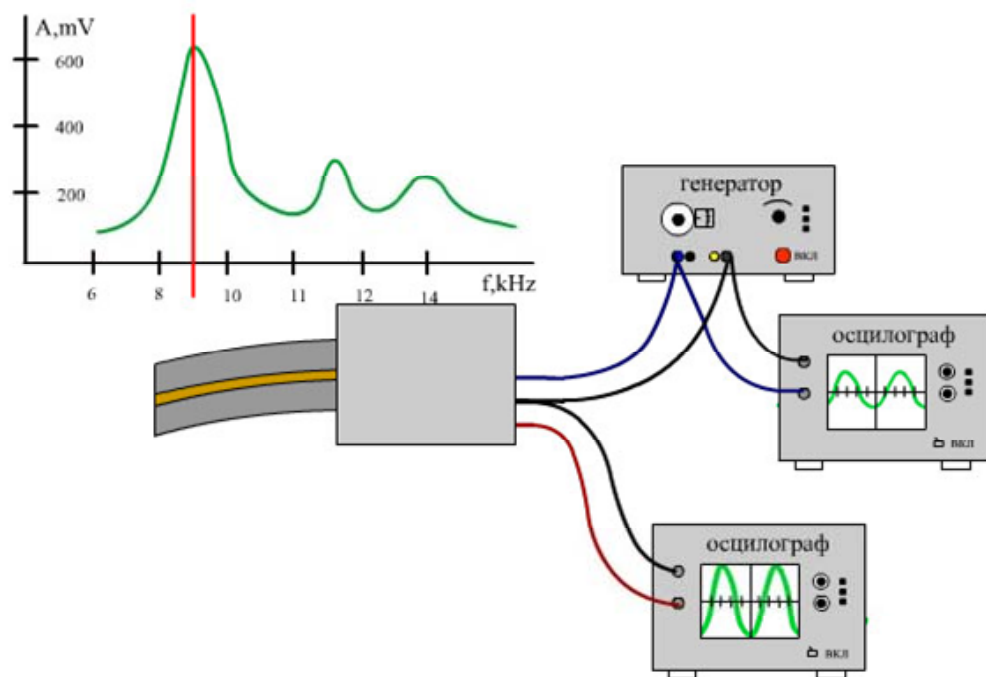 A,mV
600
400
200
6
8
10
11
12
14
f,kHz
генератор
ВКЛ
осцилограф
ВКЛ
осцилограф
ВКЛ